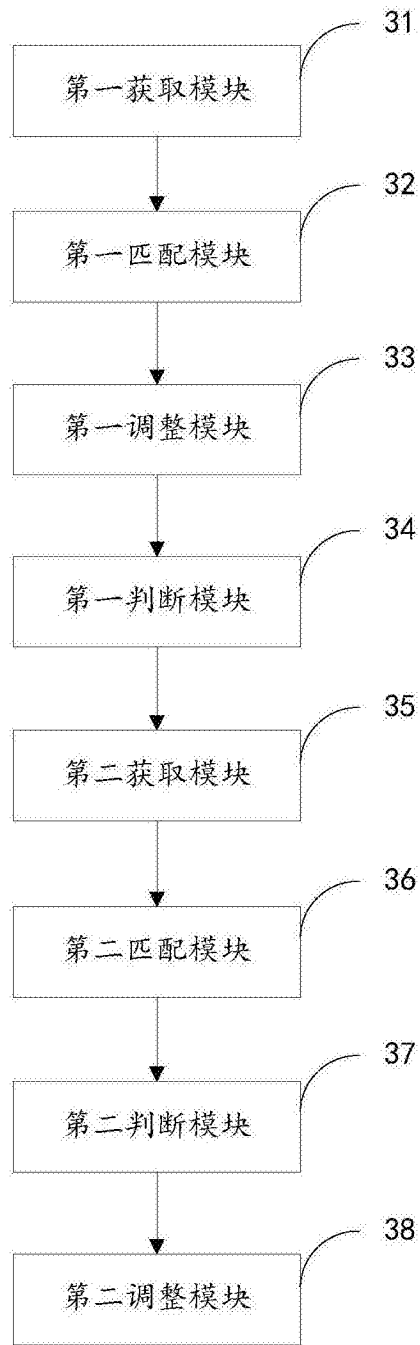 31
第一获取模块
32
第一匹配模块
33
第一调整模块
34
第一判断模块
35
第二获取模块
36
第二匹配模块
37
第二判断模块
38
第二调整模块